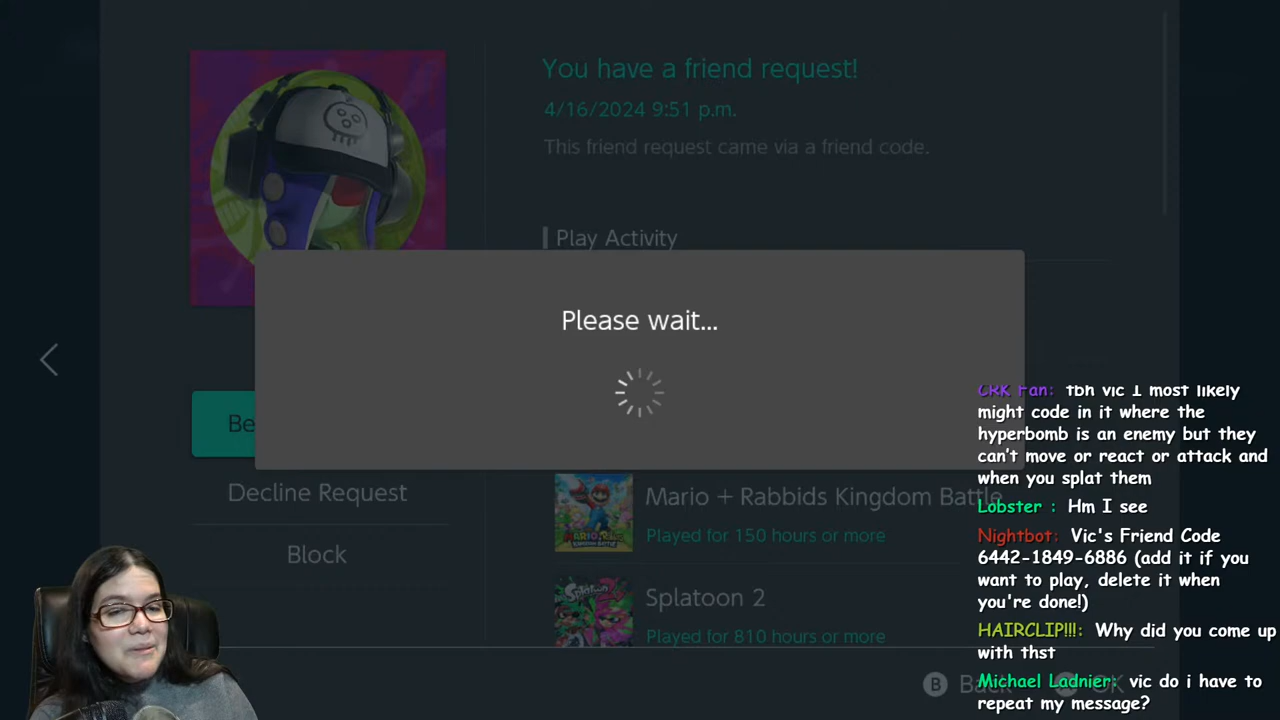 You have a friend request!
4/16/2024 9:51 p.m.
This friend request came via a friend code.
Play Activity
Please wait...
Be
Decline Request
Block
Mario + Rabbids Kingdom Battle
Played for 150 hours or more
Splatoon 2
Played for 810 hours or more
B Back
OK
CRK Fan: tbh vic I most likely
might code in it where the
hyperbomb is an enemy but they
can't move or react or attack and
when you splat them
Lobster : Hm I see
Nightbot: Vic's Friend Code
6442-1849-6886 (add it if you
want to play, delete it when
you're done!)
HAIRCLIP!!!: Why did you come up
with thst
Michael Ladnier: vic do i have to
repeat my message?